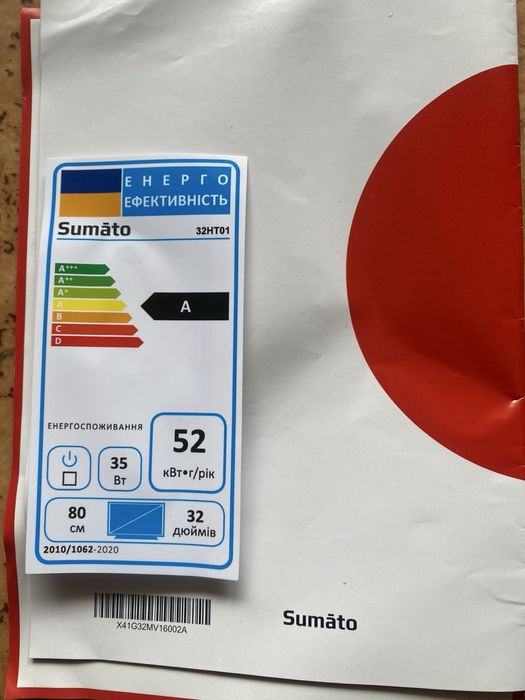 ЕНЕРГО
ЕФЕКТИВНІСТЬ
Sumāto 32HT01
A+++
A++
A+
A
B
C
D
A
ЕНЕРГОСПОЖИВАННЯ
35
Вт
52
кВт•г/рік
80
см
32
дюймів
2010/1062-2020
X41G32MV16002A
Sumāto